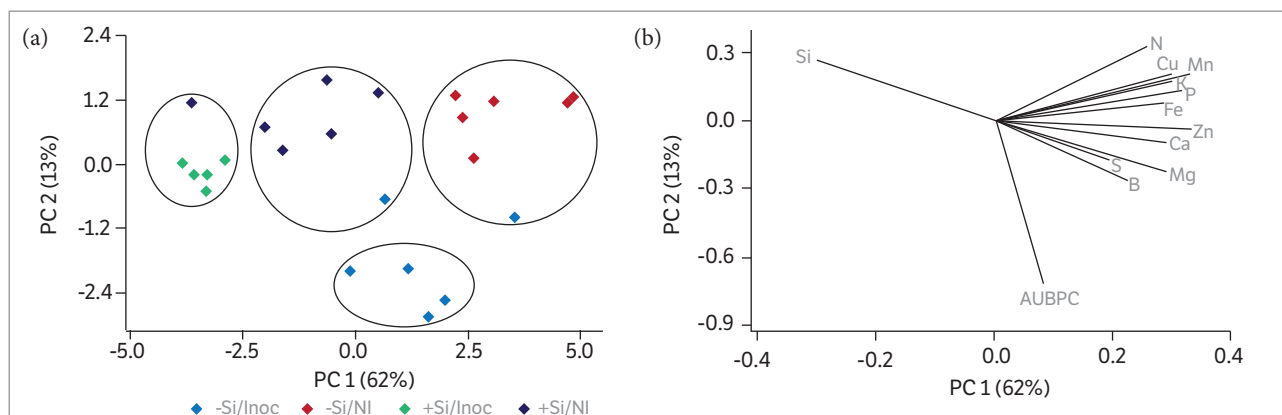 (a)
2.4
1.2
0.0
-1.2
-2.4
PC 2 (13%)
-5.0 -2.5 0.0 2.5 5.0
PC 1 (62%)
-Si/Inoc -Si/NI +Si/Inoc +Si/NI
(b)
0.3
0.0
-0.3
-0.6
-0.9
PC 2 (13%)
Si
N
Cu Mn
K
P
Fe
Zn
Ca
S
Mg
B
AUBPC
-0.4 -0.2 0.0 0.2 0.4
PC 1 (62%)